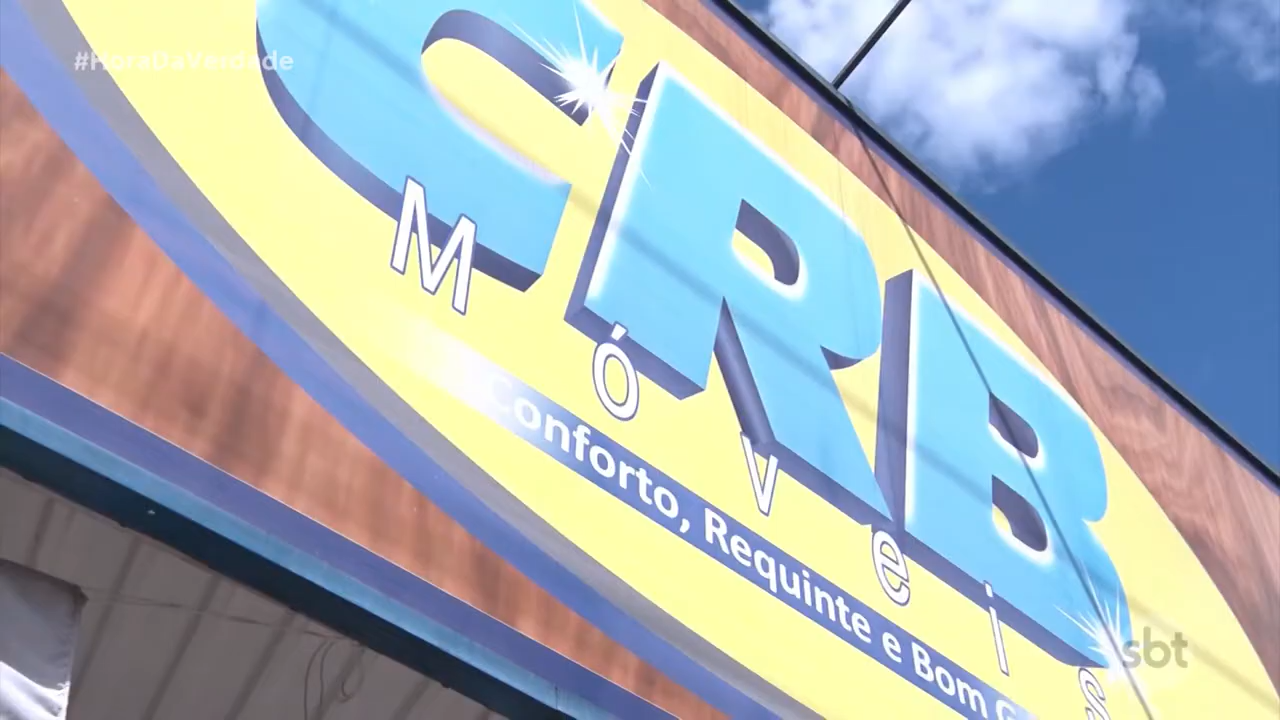 #HoraDaVerdade
CRB
Móveis
Conforto, Requinte e Bom
sbt